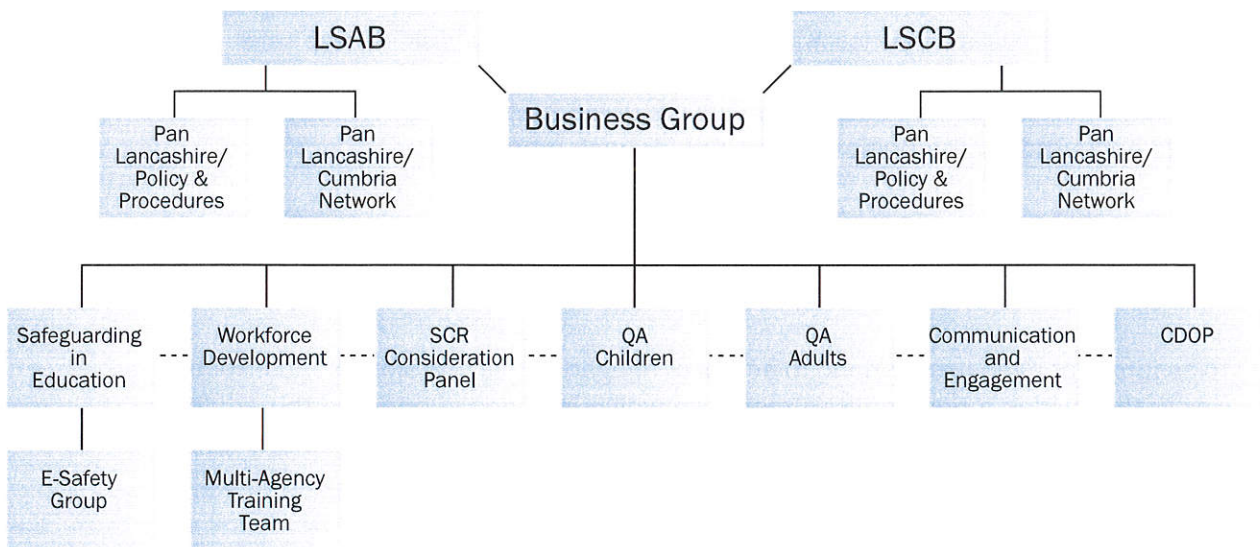 LSAB
LSCB
Business Group
Pan
Lancashire/
Policy &
Procedures
Pan
Lancashire/
Cumbria
Network
Pan
Lancashire/
Policy &
Procedures
Pan
Lancashire/
Cumbria
Network
Safeguarding
in
Education
Workforce
Development
SCR
Consideration
Panel
QA
Children
QA
Adults
Communication
and
Engagement
CDOP
E-Safety
Group
Multi-Agency
Training
Team